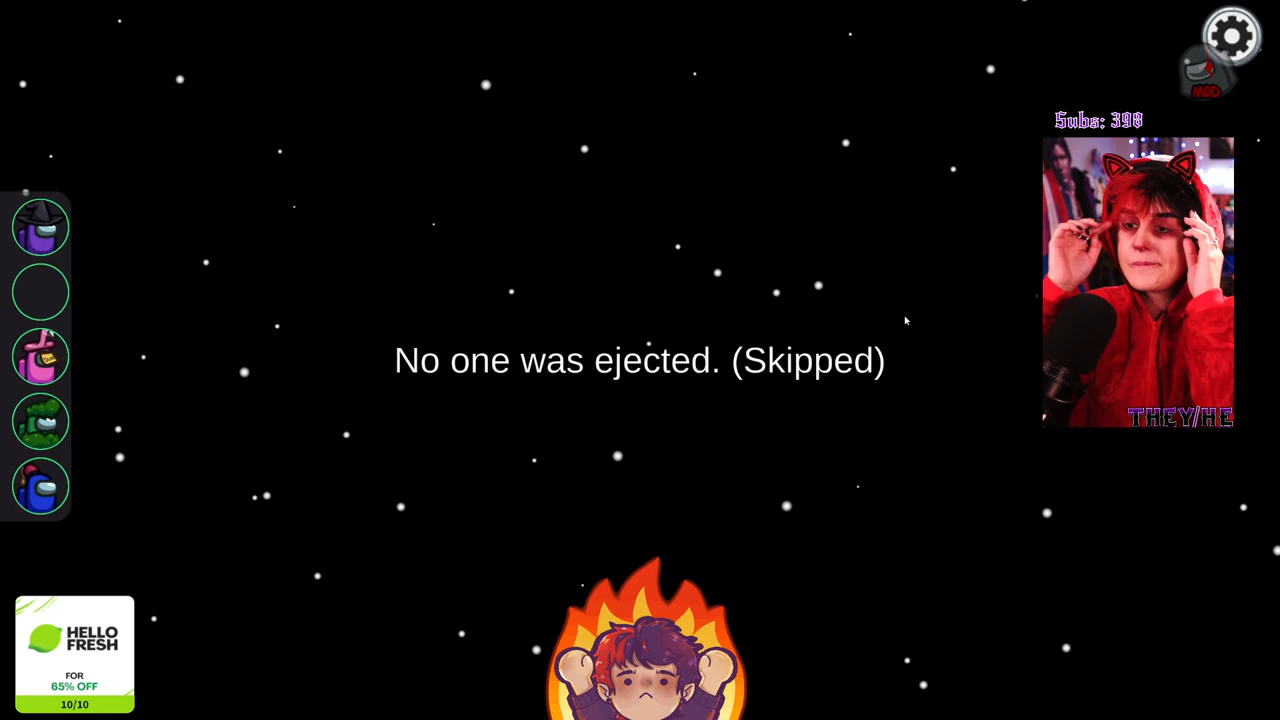 MOD
Subs: 398
No one was ejected. (Skipped)
THEY/HE
HELLO
FRESH
FOR
65% OFF
10/10